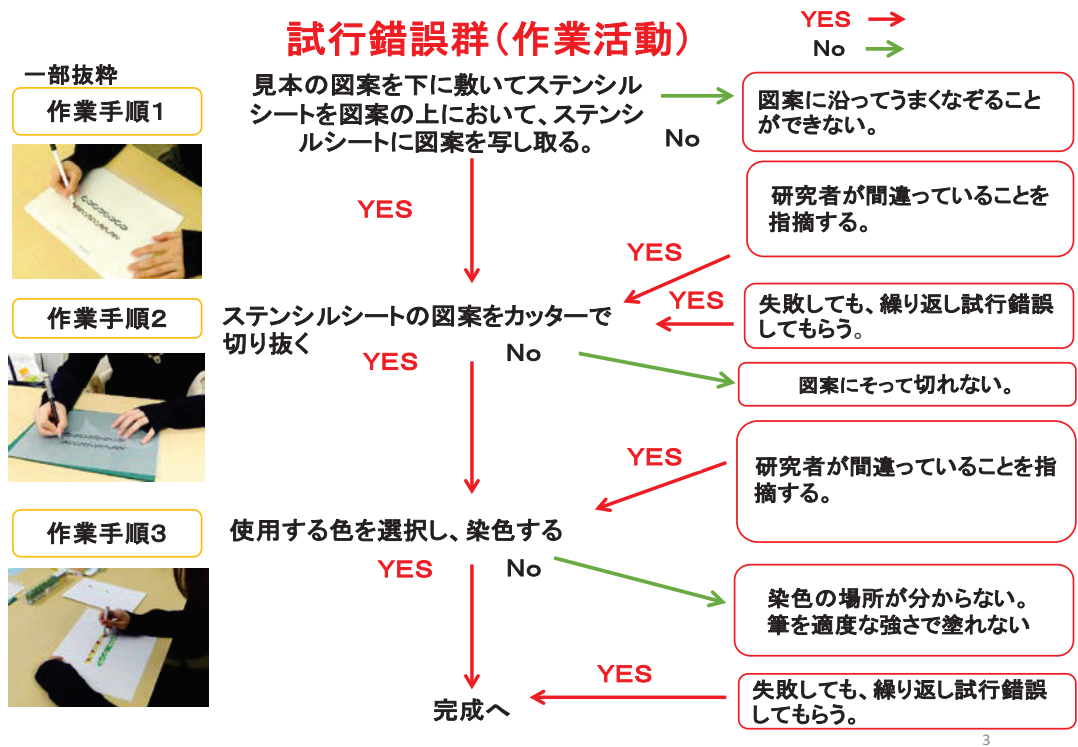 試行錯誤群（作業活動）
YES
No
一部抜粋
作業手順１
見本の図案を下に敷いてステンシル
シートを図案の上において、ステンシ
ルシートに図案を写し取る。
No
図案に沿ってうまくなぞること
ができない。
YES
研究者が間違っていることを
指摘する。
YES
作業手順２
ステンシルシートの図案をカッターで
切り抜く
YES
失敗しても、繰り返し試行錯誤
してもらう。
YES
No
図案にそって切れない。
YES
研究者が間違っていることを指
摘する。
作業手順３
使用する色を選択し、染色する
YES
No
染色の場所が分からない。
筆を適度な強さで塗れない
YES
完成へ
失敗しても、繰り返し試行錯誤
してもらう。
3